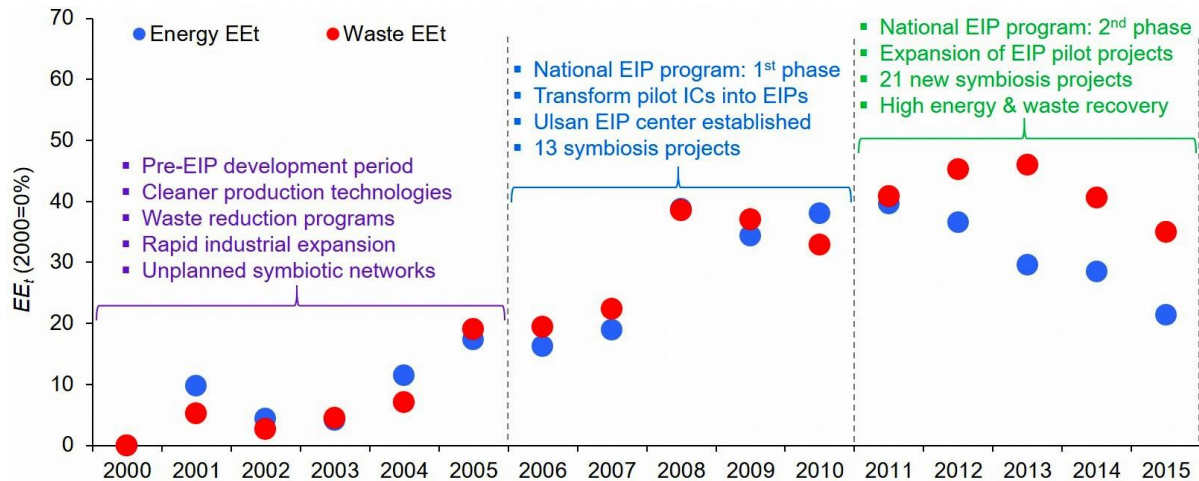 70
60
50
40
30
20
10
0
EEt (2000=0%)
Energy EEt
Waste EEt
▪ Pre-EIP development period
▪ Cleaner production technologies
▪ Waste reduction programs
▪ Rapid industrial expansion
▪ Unplanned symbiotic networks
▪ National EIP program: 1st phase
▪ Transform pilot ICs into EIPs
▪ Ulsan EIP center established
▪ 13 symbiosis projects
▪ National EIP program: 2nd phase
▪ Expansion of EIP pilot projects
▪ 21 new symbiosis projects
▪ High energy & waste recovery
2000 2001 2002 2003 2004 2005 2006 2007 2008 2009 2010 2011 2012 2013 2014 2015